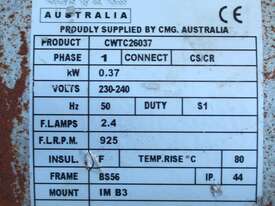 AUSTRALIA
CE
PROUDLY SUPPLIED BY CMG. AUSTRALIA
PRODUCT CWTC26037
PHASE 1 CONNECT CS/CR
kW 0.37
VOLTS 230-240
Hz 50 DUTY S1
F.L.AMPS 2.4
F.L.R.P.M. 925
INSUL. F TEMP.RISE °C 80
FRAME BS56 IP. 44
MOUNT IM B3